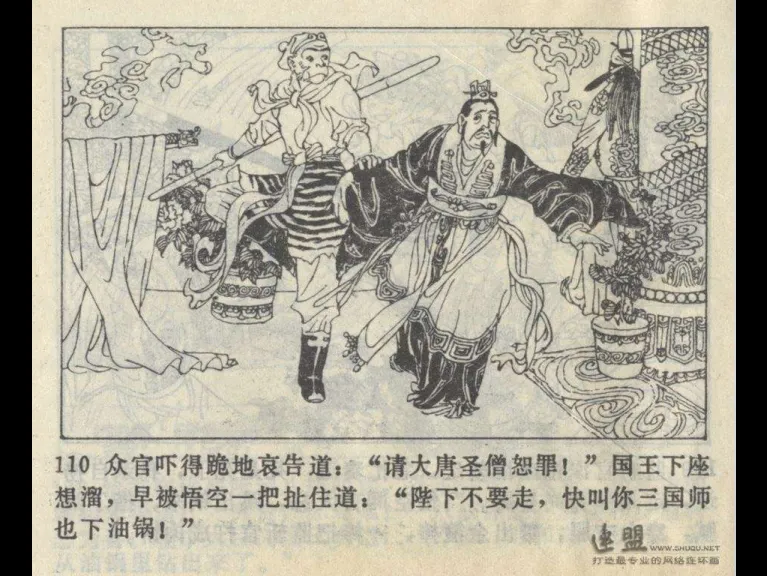 110 众官吓得跪地哀告道：“请大唐圣僧恕罪！”国王下座
想溜，早被悟空一把扯住道：“陛下不要走，快叫你三国师
也下油锅！”
连盟 WWW.SHUQU.NET
打造最专业的网络连环画